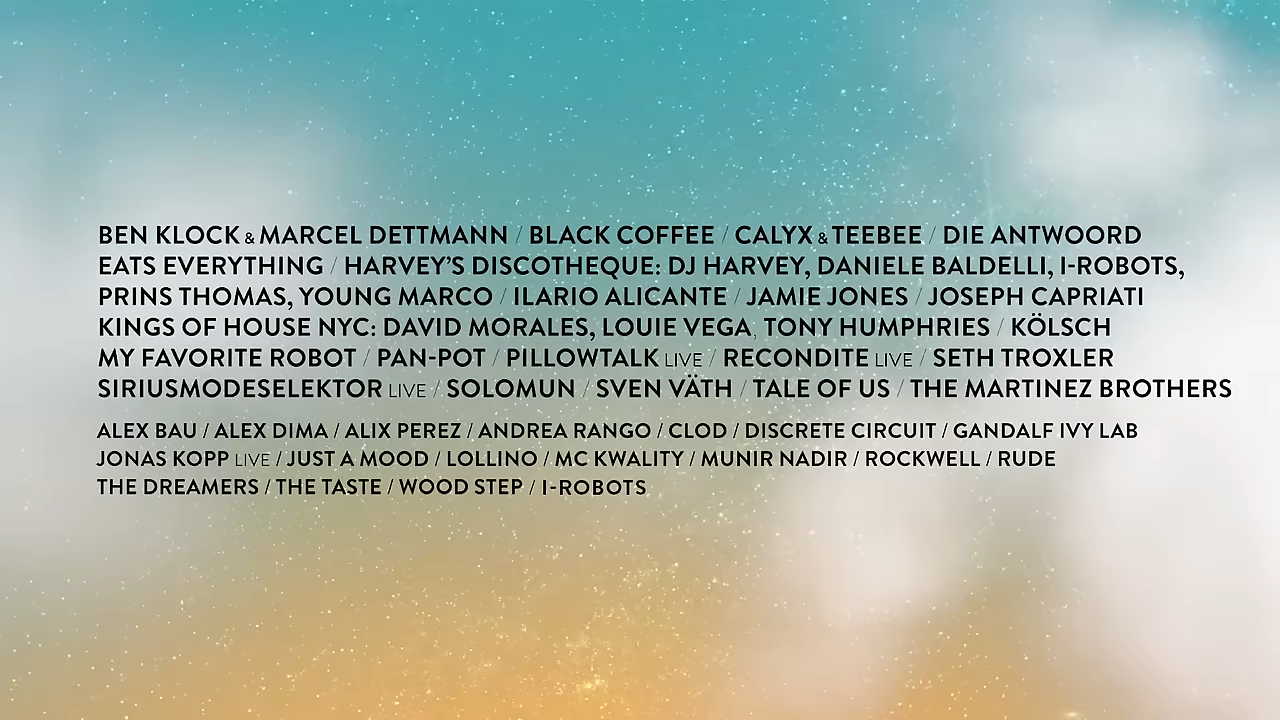 BEN KLOCK & MARCEL DETTMANN / BLACK COFFEE / CALYX & TEEBEE / DIE ANTWOORD
EATS EVERYTHING / HARVEY'S DISCOTHEQUE: DJ HARVEY, DANIELE BALDELLI, I-ROBOTS,
PRINS THOMAS, YOUNG MARCO / ILARIO ALICANTE / JAMIE JONES / JOSEPH CAPRIATI
KINGS OF HOUSE NYC: DAVID MORALES, LOUIE VEGA, TONY HUMPHRIES / KÖLSCH
MY FAVORITE ROBOT / PAN-POT / PILLOWTALK LIVE / RECONDITE LIVE / SETH TROXLER
SIRIUSMODESELEKTOR LIVE / SOLOMUN / SVEN VÄTH / TALE OF US / THE MARTINEZ BROTHERS
ALEX BAU / ALEX DIMA / ALIX PEREZ / ANDREA RANGO / CLOD / DISCRETE CIRCUIT / GANDALF IVY LAB
JONAS KOPP LIVE / JUST A MOOD / LOLLINO / MC KWALITY / MUNIR NADIR / ROCKWELL / RUDE
THE DREAMERS / THE TASTE / WOOD STEP / I-ROBOTS